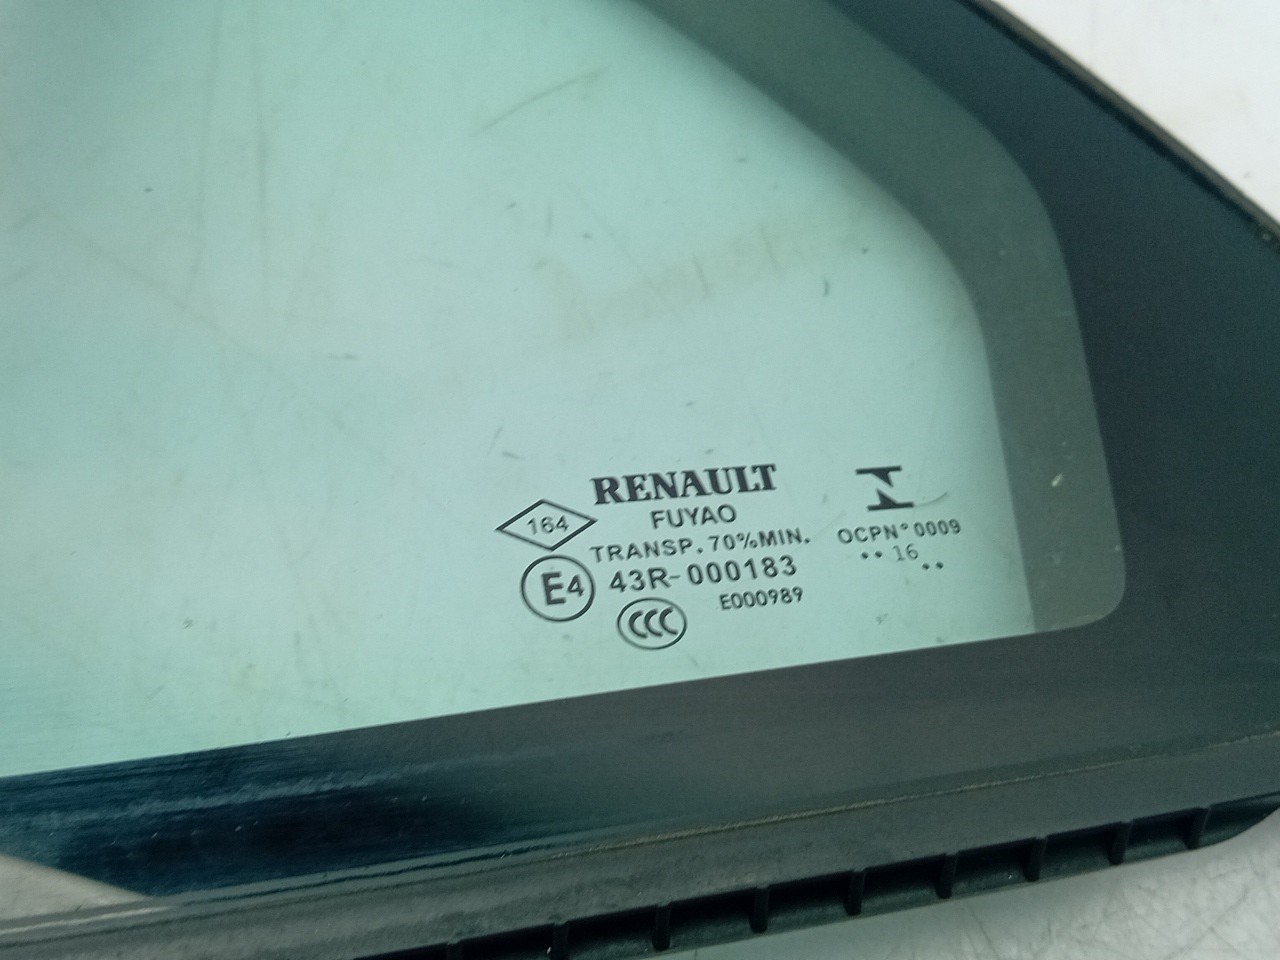 RENAULT
164
FUYAO
TRANSP. 70%MIN.
E4 43R-000183
E000989
CCC
OCPN°0009
•• 16 ••